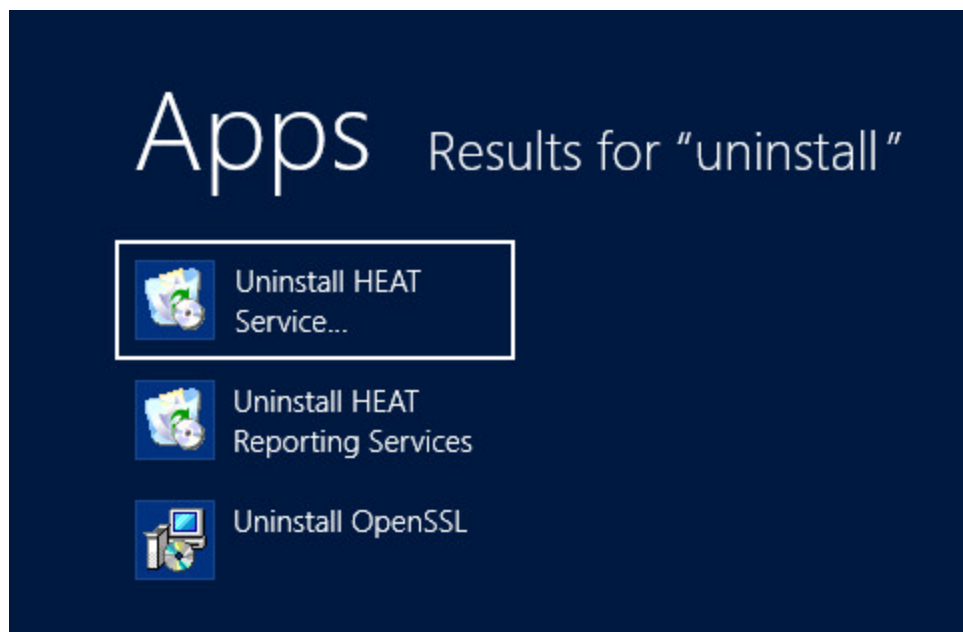 Apps Results for “uninstall”
Uninstall HEAT
Service...
Uninstall HEAT
Reporting Services
Uninstall OpenSSL